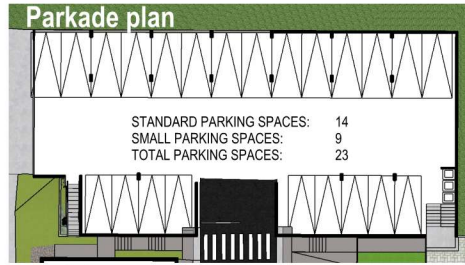 Parkade plan
STANDARD PARKING SPACES: 14
SMALL PARKING SPACES: 9
TOTAL PARKING SPACES: 23